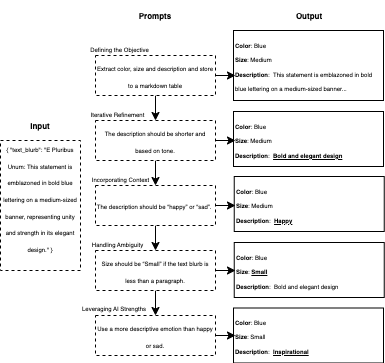 Prompts
Output
Input
{ "text_blurb": "E Pluribus
Unum: This statement is
emblazoned in bold blue
lettering on a medium-sized
banner, representing unity
and strength in its elegant
design." }
Defining the Objective
Extract color, size and description and store
to a markdown table
Color: Blue
Size: Medium
Description: This statement is emblazoned in bold
blue lettering on a medium-sized banner...
Iterative Refinement
The description should be shorter and
based on tone.
Color: Blue
Size: Medium
Description: Bold and elegant design
Incorporating Context
The description should be "happy" or "sad".
Color: Blue
Size: Medium
Description: Happy
Handling Ambiguity
Size should be "Small" if the text blurb is
less than a paragraph.
Color: Blue
Size: Small
Description: Bold and elegant design
Leveraging AI Strengths
Use a more descriptive emotion than happy
or sad.
Color: Blue
Size: Small
Description: Inspirational